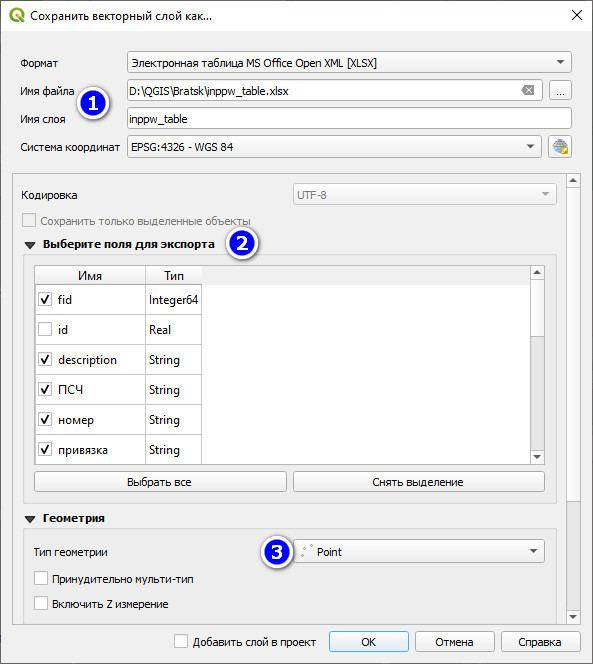 Сохранить векторный слой как...
Формат Электронная таблица MS Office Open XML [XLSX]
Имя файла D:\QGIS\Bratsk\inppw_table.xlsx ...
1
Имя слоя inppw_table
Система координат EPSG:4326 - WGS 84
Кодировка UTF-8
Сохранить только выделенные объекты
Выберите поля для экспорта 2
Имя Тип
fid Integer64
id Real
description String
ПСЧ String
номер String
привязка String
Выбрать все Снять выделение
Геометрия
Тип геометрии 3 Point
Принудительно мульти-тип
Включить Z измерение
Добавить слой в проект OK Отмена Справка